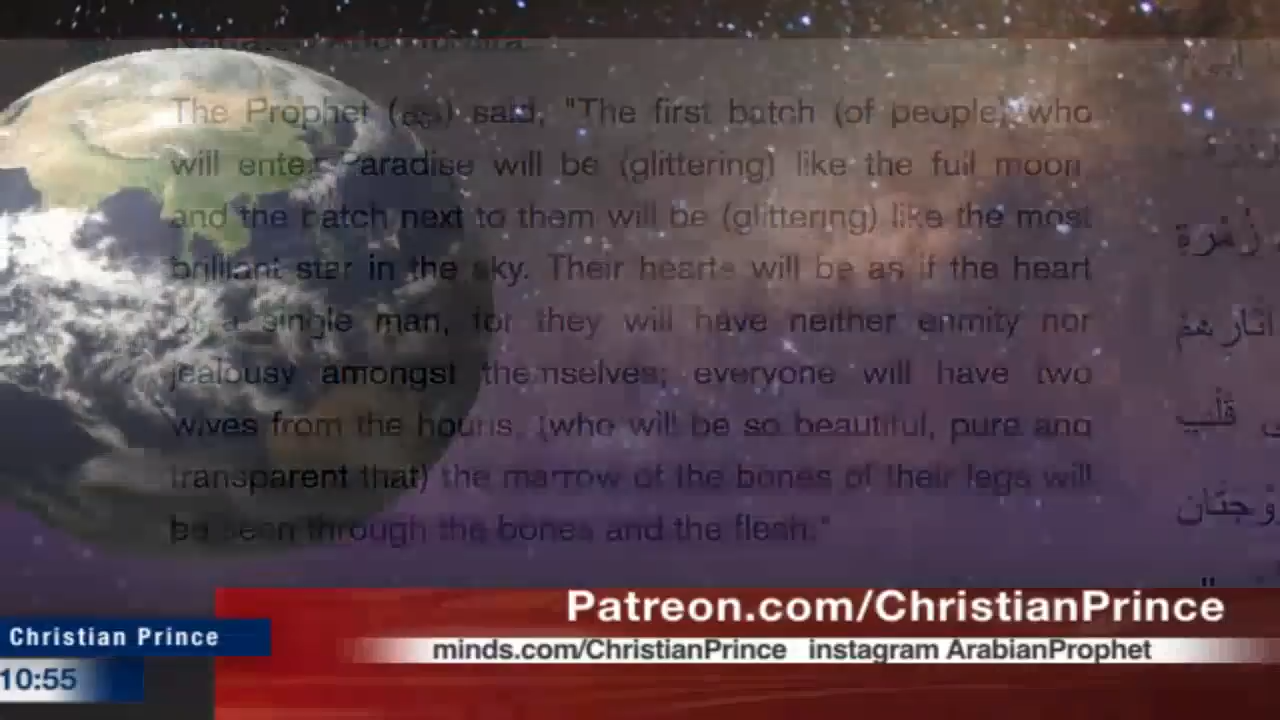 The Prophet (ﷺ) said, "The first batch (of people) who
will enter Paradise will be (glittering) like the full moon
and the batch next to them will be (glittering) like the most
brilliant star in the sky. Their hearts will be as if the heart
of a single man, for they will have neither enmity nor
jealousy amongst themselves; everyone will have two
wives from the houris, (who will be so beautiful, pure and
transparent that) the marrow of the bones of their legs will
be seen through the bones and the flesh."
زُمْرَةٍ
قَلْبِ
Patreon.com/ChristianPrince
Christian Prince
minds.com/ChristianPrince instagram ArabianProphet
10:55